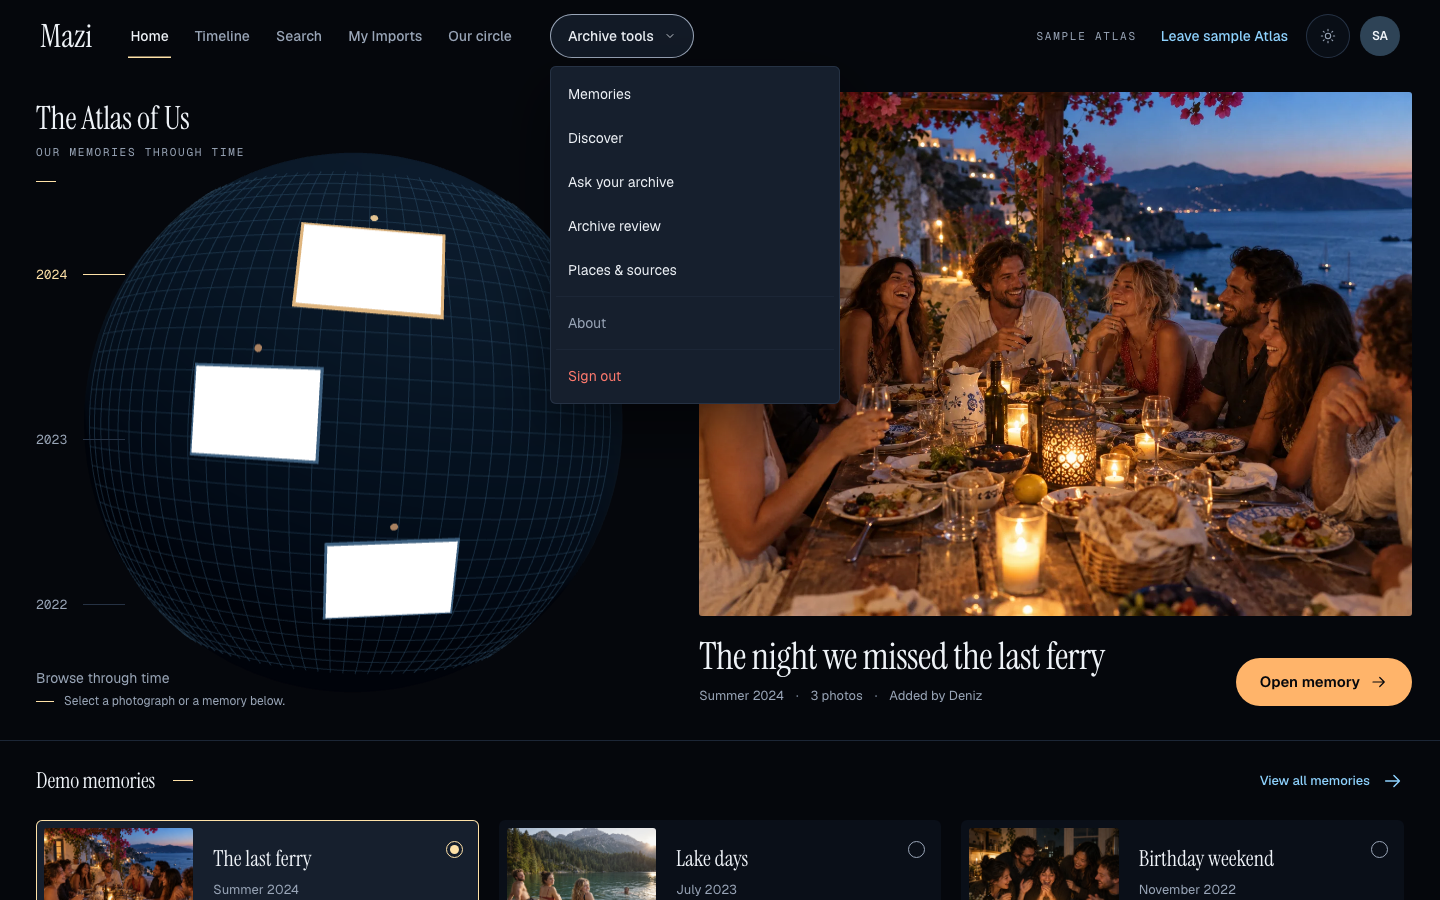 Mazi
Home
Timeline
Search
My Imports
Our circle
Archive tools
SAMPLE ATLAS
Leave sample Atlas
SA
Memories
Discover
Ask your archive
Archive review
Places & sources
About
Sign out
The Atlas of Us
OUR MEMORIES THROUGH TIME
2024
2023
2022
Browse through time
Select a photograph or a memory below.
The night we missed the last ferry
Summer 2024 · 3 photos · Added by Deniz
Open memory
Demo memories
View all memories
The last ferry
Summer 2024
Lake days
July 2023
Birthday weekend
November 2022